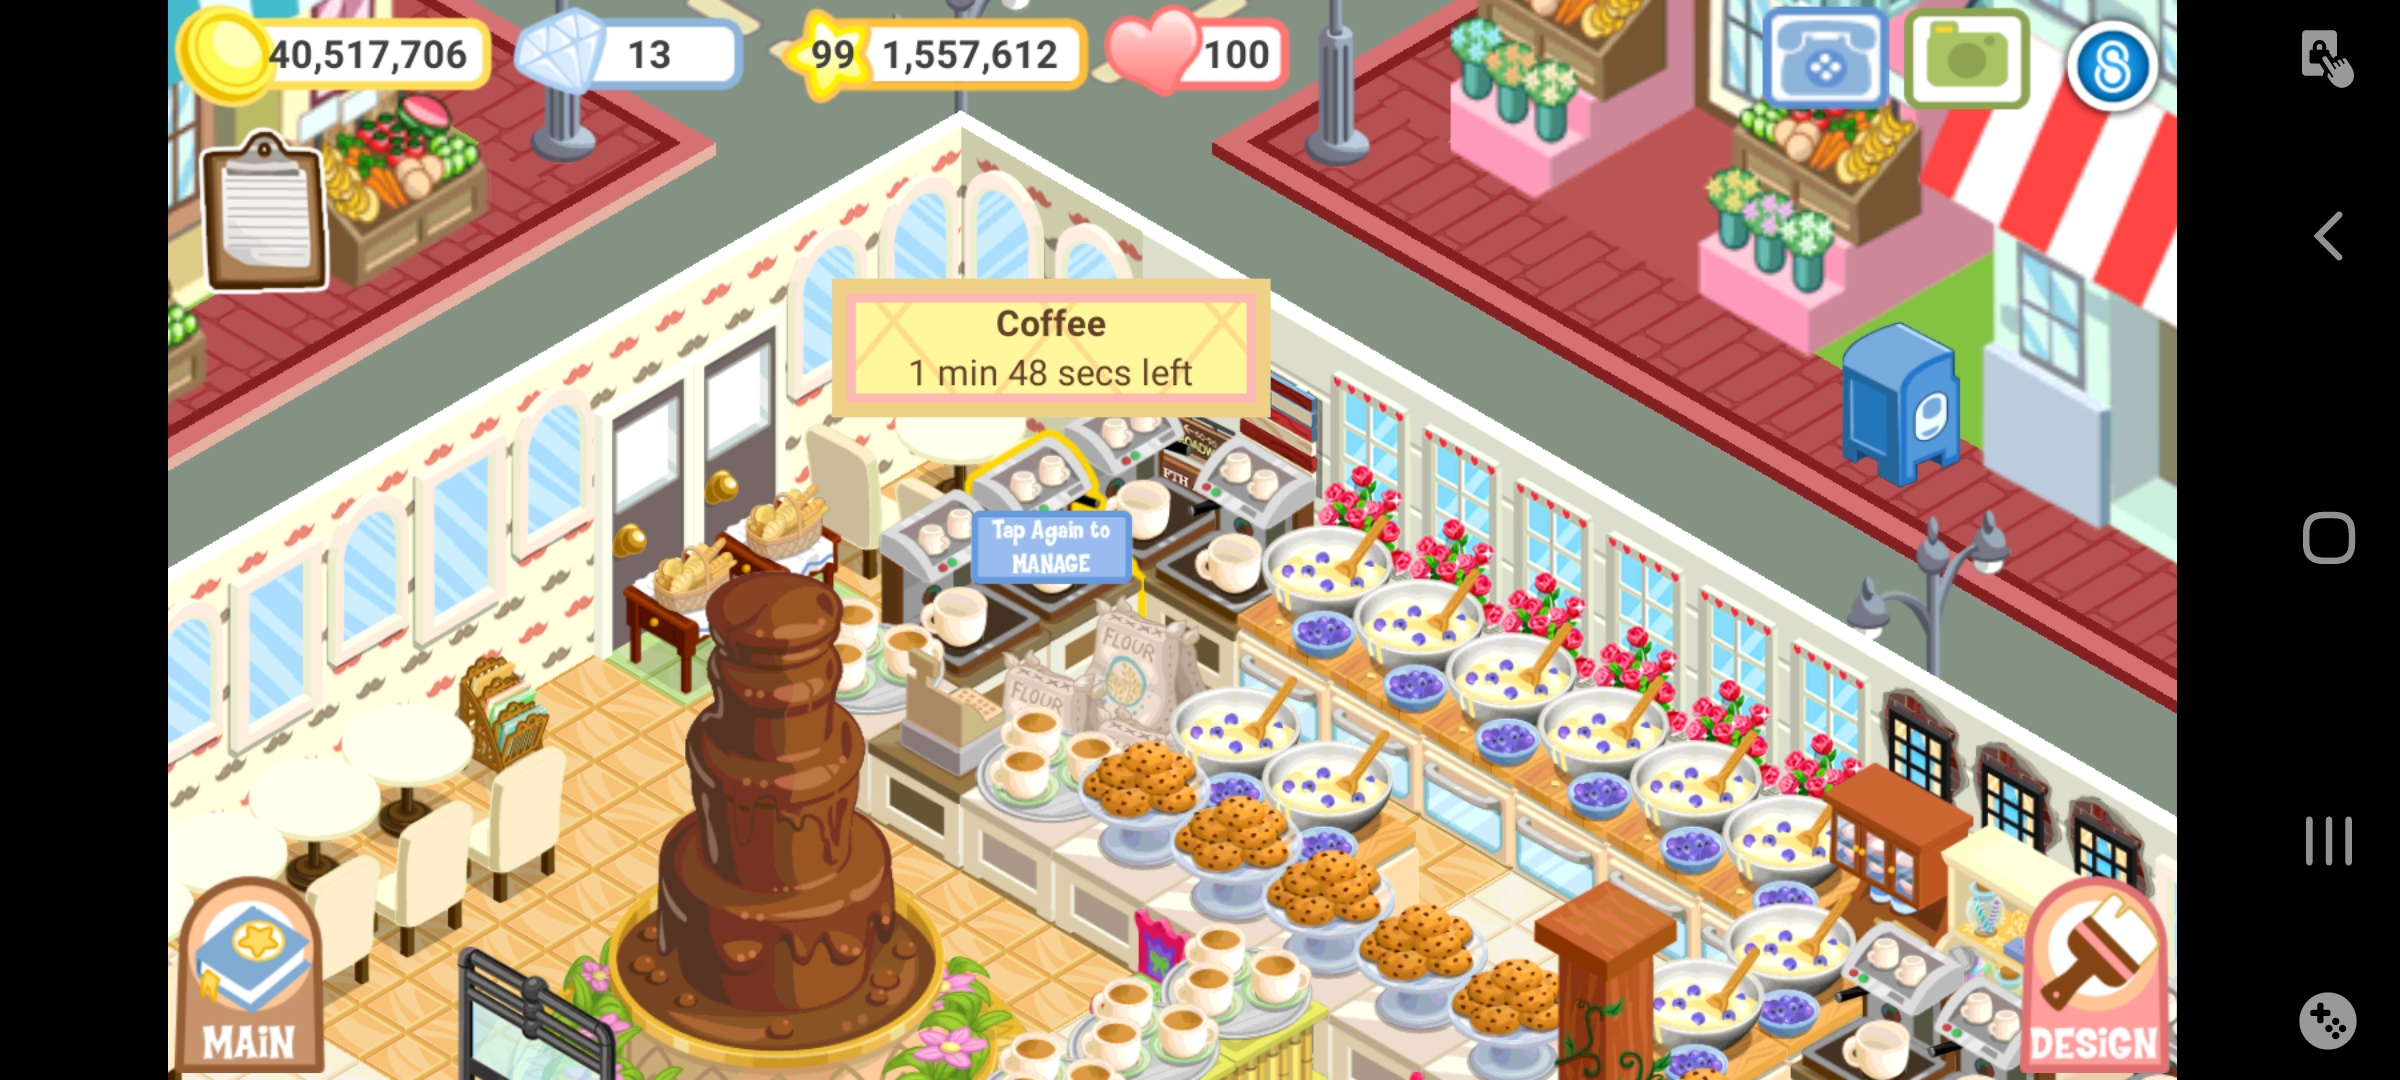 40,517,706
13
99
1,557,612
100
Coffee
1 min 48 secs left
FTH
Tap Again to
MANAGE
FLOUR
FLOUR
MAiN
DESiGN